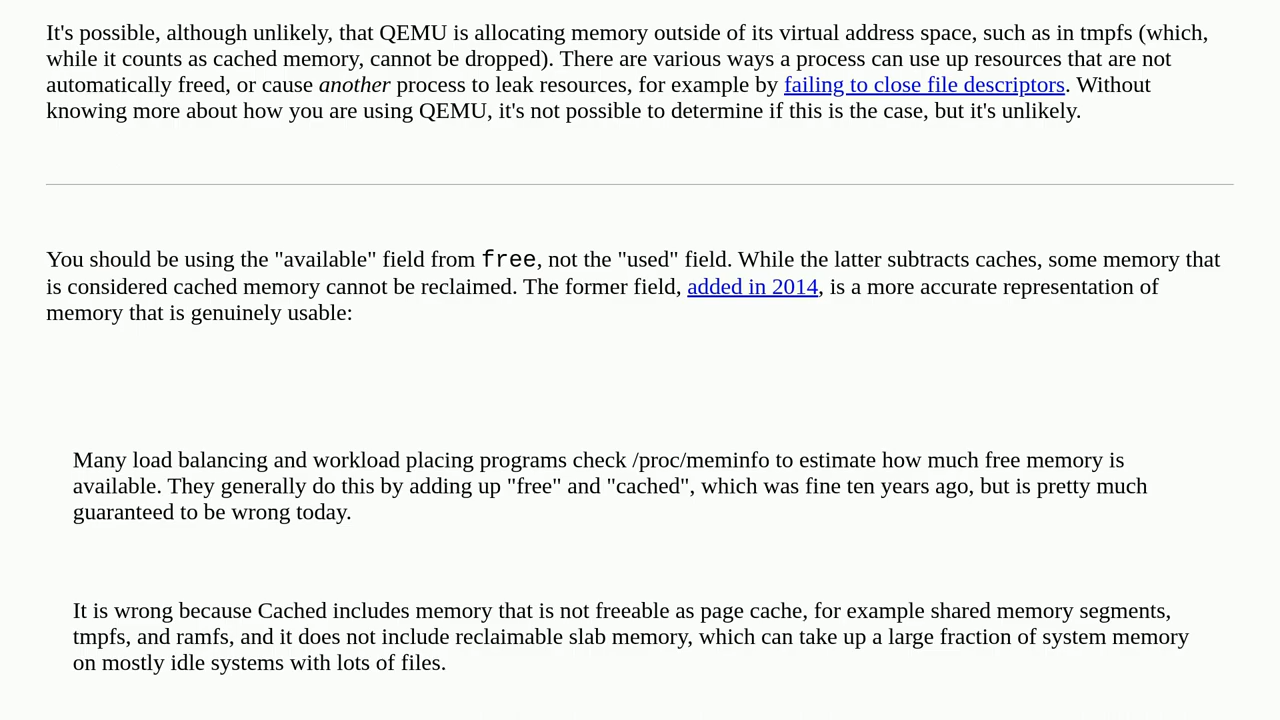 It's possible, although unlikely, that QEMU is allocating memory outside of its virtual address space, such as in tmpfs (which,
while it counts as cached memory, cannot be dropped). There are various ways a process can use up resources that are not
automatically freed, or cause another process to leak resources, for example by failing to close file descriptors. Without
knowing more about how you are using QEMU, it's not possible to determine if this is the case, but it's unlikely.
You should be using the "available" field from free, not the "used" field. While the latter subtracts caches, some memory that
is considered cached memory cannot be reclaimed. The former field, added in 2014, is a more accurate representation of
memory that is genuinely usable:
Many load balancing and workload placing programs check /proc/meminfo to estimate how much free memory is
available. They generally do this by adding up "free" and "cached", which was fine ten years ago, but is pretty much
guaranteed to be wrong today.
It is wrong because Cached includes memory that is not freeable as page cache, for example shared memory segments,
tmpfs, and ramfs, and it does not include reclaimable slab memory, which can take up a large fraction of system memory
on mostly idle systems with lots of files.